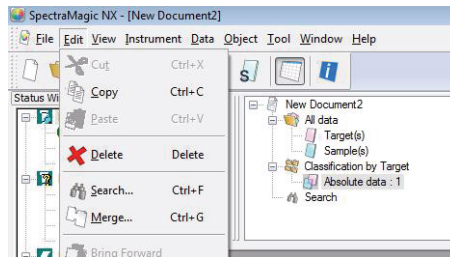 SpectraMagic NX - [New Document2]
File Edit View Instrument Data Object Tool Window Help
Status Wi
Cut Ctrl+X
Copy Ctrl+C
Paste Ctrl+V
Delete Delete
Search... Ctrl+F
Merge... Ctrl+G
Bring Forward
New Document2
All data
Target(s)
Sample(s)
Classification by Target
Absolute data : 1
Search